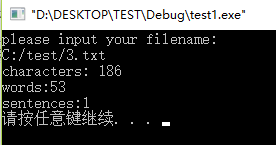 "D:\DESKTOP\TEST\Debug\test1.exe"
please input your filename:
C:/test/3.txt
characters: 186
words:53
sentences:1
请按任意键继续. . .